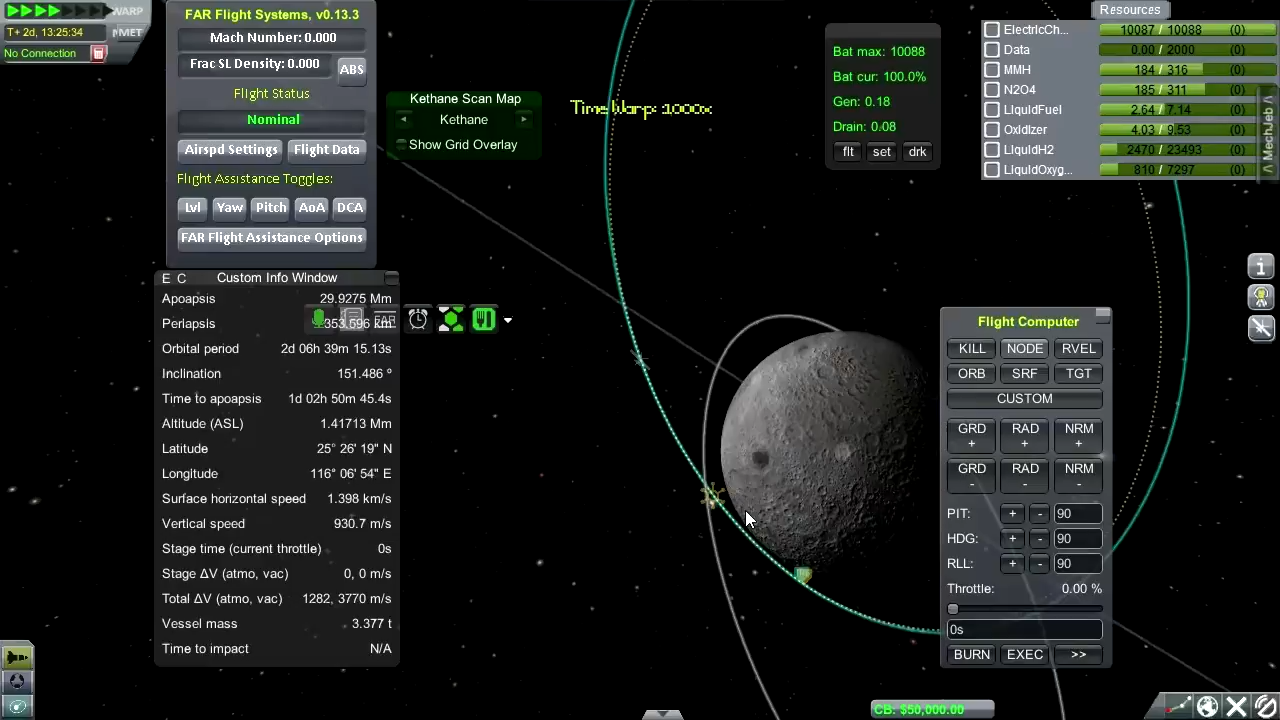 WARP
T+ 2d, 13:25:34
MET
No Connection
FAR Flight Systems, v0.13.3
Mach Number: 0.000
Frac SL Density: 0.000
ABS
Flight Status
Nominal
Airspd Settings
Flight Data
Flight Assistance Toggles:
Lvl
Yaw
Pitch
AoA
DCA
FAR Flight Assistance Options
E C
Custom Info Window
Apoapsis 29.9275 Mm
Periapsis 353.596 km
Orbital period 2d 06h 39m 15.13s
Inclination 151.486 º
Time to apoapsis 1d 02h 50m 45.4s
Altitude (ASL) 1.41713 Mm
Latitude 25° 26' 19" N
Longitude 116° 06' 54" E
Surface horizontal speed 1.398 km/s
Vertical speed 930.7 m/s
Stage time (current throttle) 0s
Stage ΔV (atmo, vac) 0, 0 m/s
Total ΔV (atmo, vac) 1282, 3770 m/s
Vessel mass 3.377 t
Time to impact N/A
FAR
Kethane Scan Map
Kethane
Show Grid Overlay
Time Warp: 1000x
Bat max: 10088
Bat cur: 100.0%
Gen: 0.18
Drain: 0.08
flt
set
drk
Resources
ElectricCh... 10087 / 10088 (0)
Data 0.00 / 2000 (0)
MMH 184 / 316 (0)
N2O4 185 / 311 (0)
LiquidFuel 2.64 / 7.14 (0)
Oxidizer 4.03 / 9.53 (0)
LiquidH2 2470 / 23493 (0)
LiquidOxyg... 810 / 7297 (0)
MechJeb
Flight Computer
KILL
NODE
RVEL
ORB
SRF
TGT
CUSTOM
GRD +
RAD +
NRM +
GRD -
RAD -
NRM -
PIT: + - 90
HDG: + - 90
RLL: + - 90
Throttle: 0.00 %
0s
BURN
EXEC
>>
CB: $50,000.00